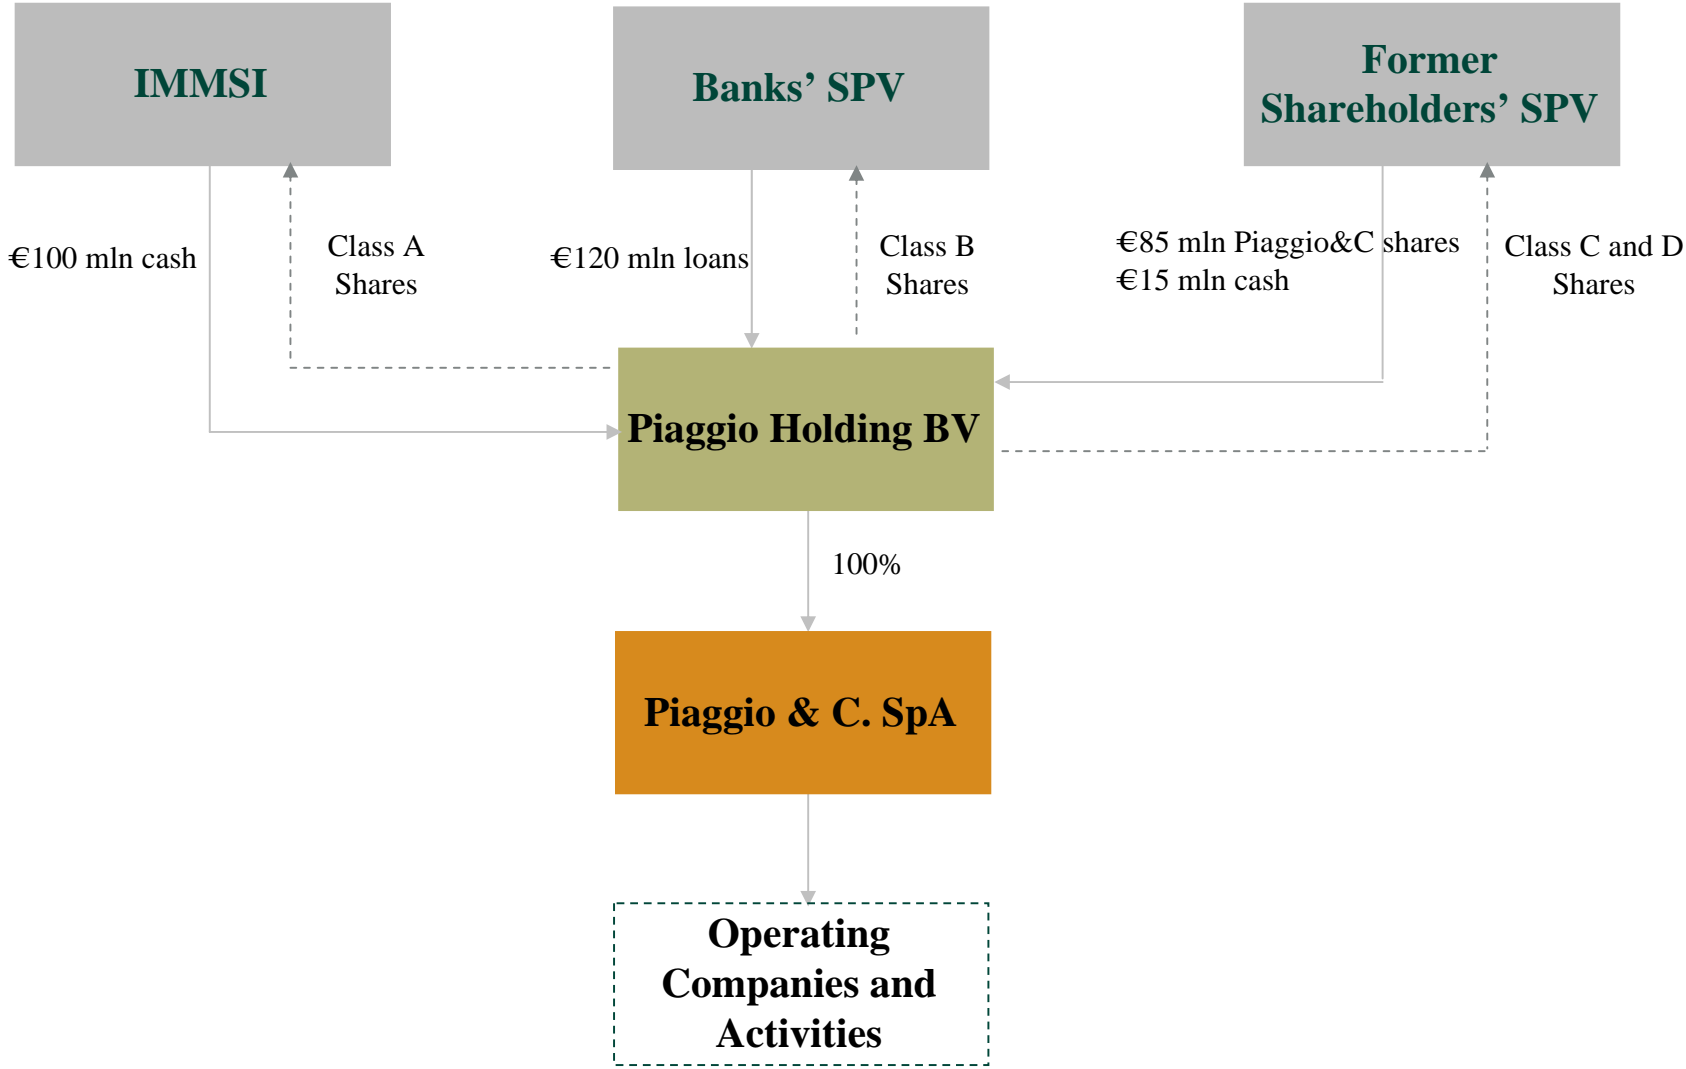 IMMSI
Banks’ SPV
Former
Shareholders’ SPV
€100 mln cash
Class A
Shares
€120 mln loans
Class B
Shares
€85 mln Piaggio&C shares
€15 mln cash
Class C and D
Shares
Piaggio Holding BV
100%
Piaggio & C. SpA
Operating
Companies and
Activities